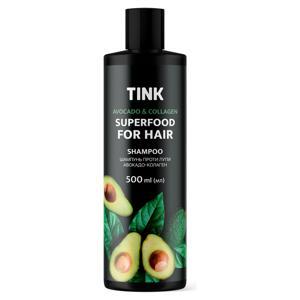 TINK
AVOCADO & COLLAGEN
SUPERFOOD
FOR HAIR
SHAMPOO
ШАМПУНЬ ПРОТИ ЛУПИ
АВОКАДО-КОЛАГЕН
500 ml (мл)